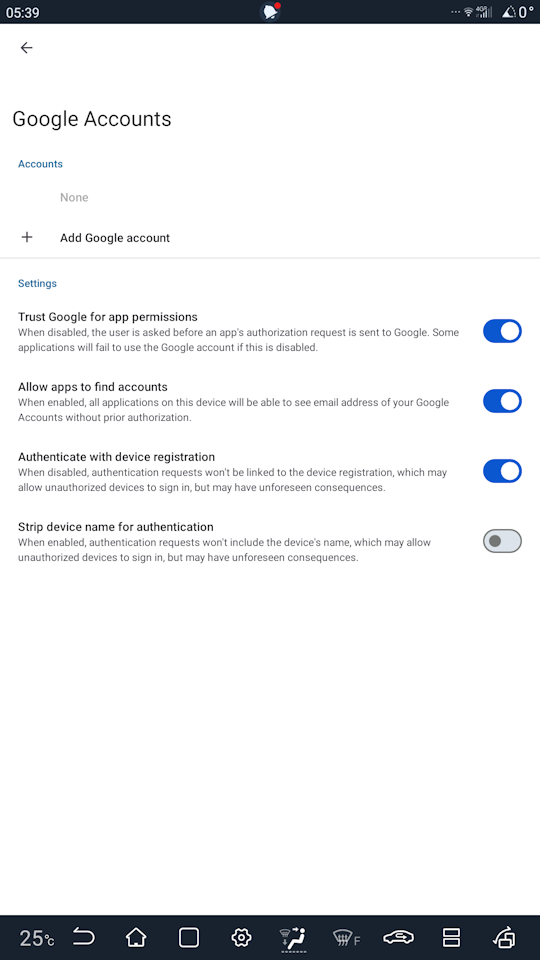 05:39
4G
0°
Google Accounts
Accounts
None
Add Google account
Settings
Trust Google for app permissions
When disabled, the user is asked before an app's authorization request is sent to Google. Some
applications will fail to use the Google account if this is disabled.
Allow apps to find accounts
When enabled, all applications on this device will be able to see email address of your Google
Accounts without prior authorization.
Authenticate with device registration
When disabled, authentication requests won't be linked to the device registration, which may
allow unauthorized devices to sign in, but may have unforeseen consequences.
Strip device name for authentication
When enabled, authentication requests won't include the device's name, which may allow
unauthorized devices to sign in, but may have unforeseen consequences.
25°C
F